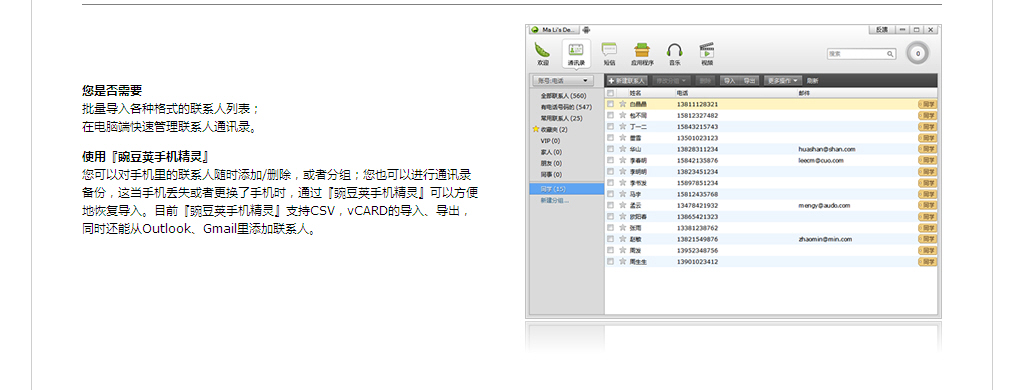 您是否需要
批量导入各种格式的联系人列表；
在电脑端快速管理联系人通讯录。
使用『豌豆荚手机精灵』
您可以对手机里的联系人随时添加/删除，或者分组；您也可以进行通讯录
备份，这当手机丢失或者更换了手机时，通过『豌豆荚手机精灵』可以方便
地恢复导入。目前『豌豆荚手机精灵』支持CSV，vCARD的导入、导出，
同时还能从Outlook、Gmail里添加联系人。
Ma Li's De... 反馈
欢迎 通讯录 短信 应用程序 音乐 视频 搜索 0
账号:电话 新建联系人 修改分组 删除 导入 导出 更多操作 刷新
姓名 电话 邮件
全部联系人 (560)
有电话号码的 (547)
常用联系人 (25)
收藏夹 (2)
VIP (0)
家人 (0)
朋友 (0)
同事 (0)
同学 (15)
新建分组...
白晶晶 13811128321 同学
包不同 15812327482 同学
丁一二 15843215743 同学
13501023123 同学
华山 13828311234 huashan@shan.com 同学
李春明 15842135876 leecm@cuo.com 同学
李明明 13823451234 同学
李书发 15897851234 同学
马宇 15812435768 同学
孟云 13478421932 mengy@audo.com 同学
欧阳春 13865421323 同学
张雨 13381238762 同学
赵敏 13821549876 zhaomin@min.com 同学
周发 13952348756 同学
周生生 13901023412 同学